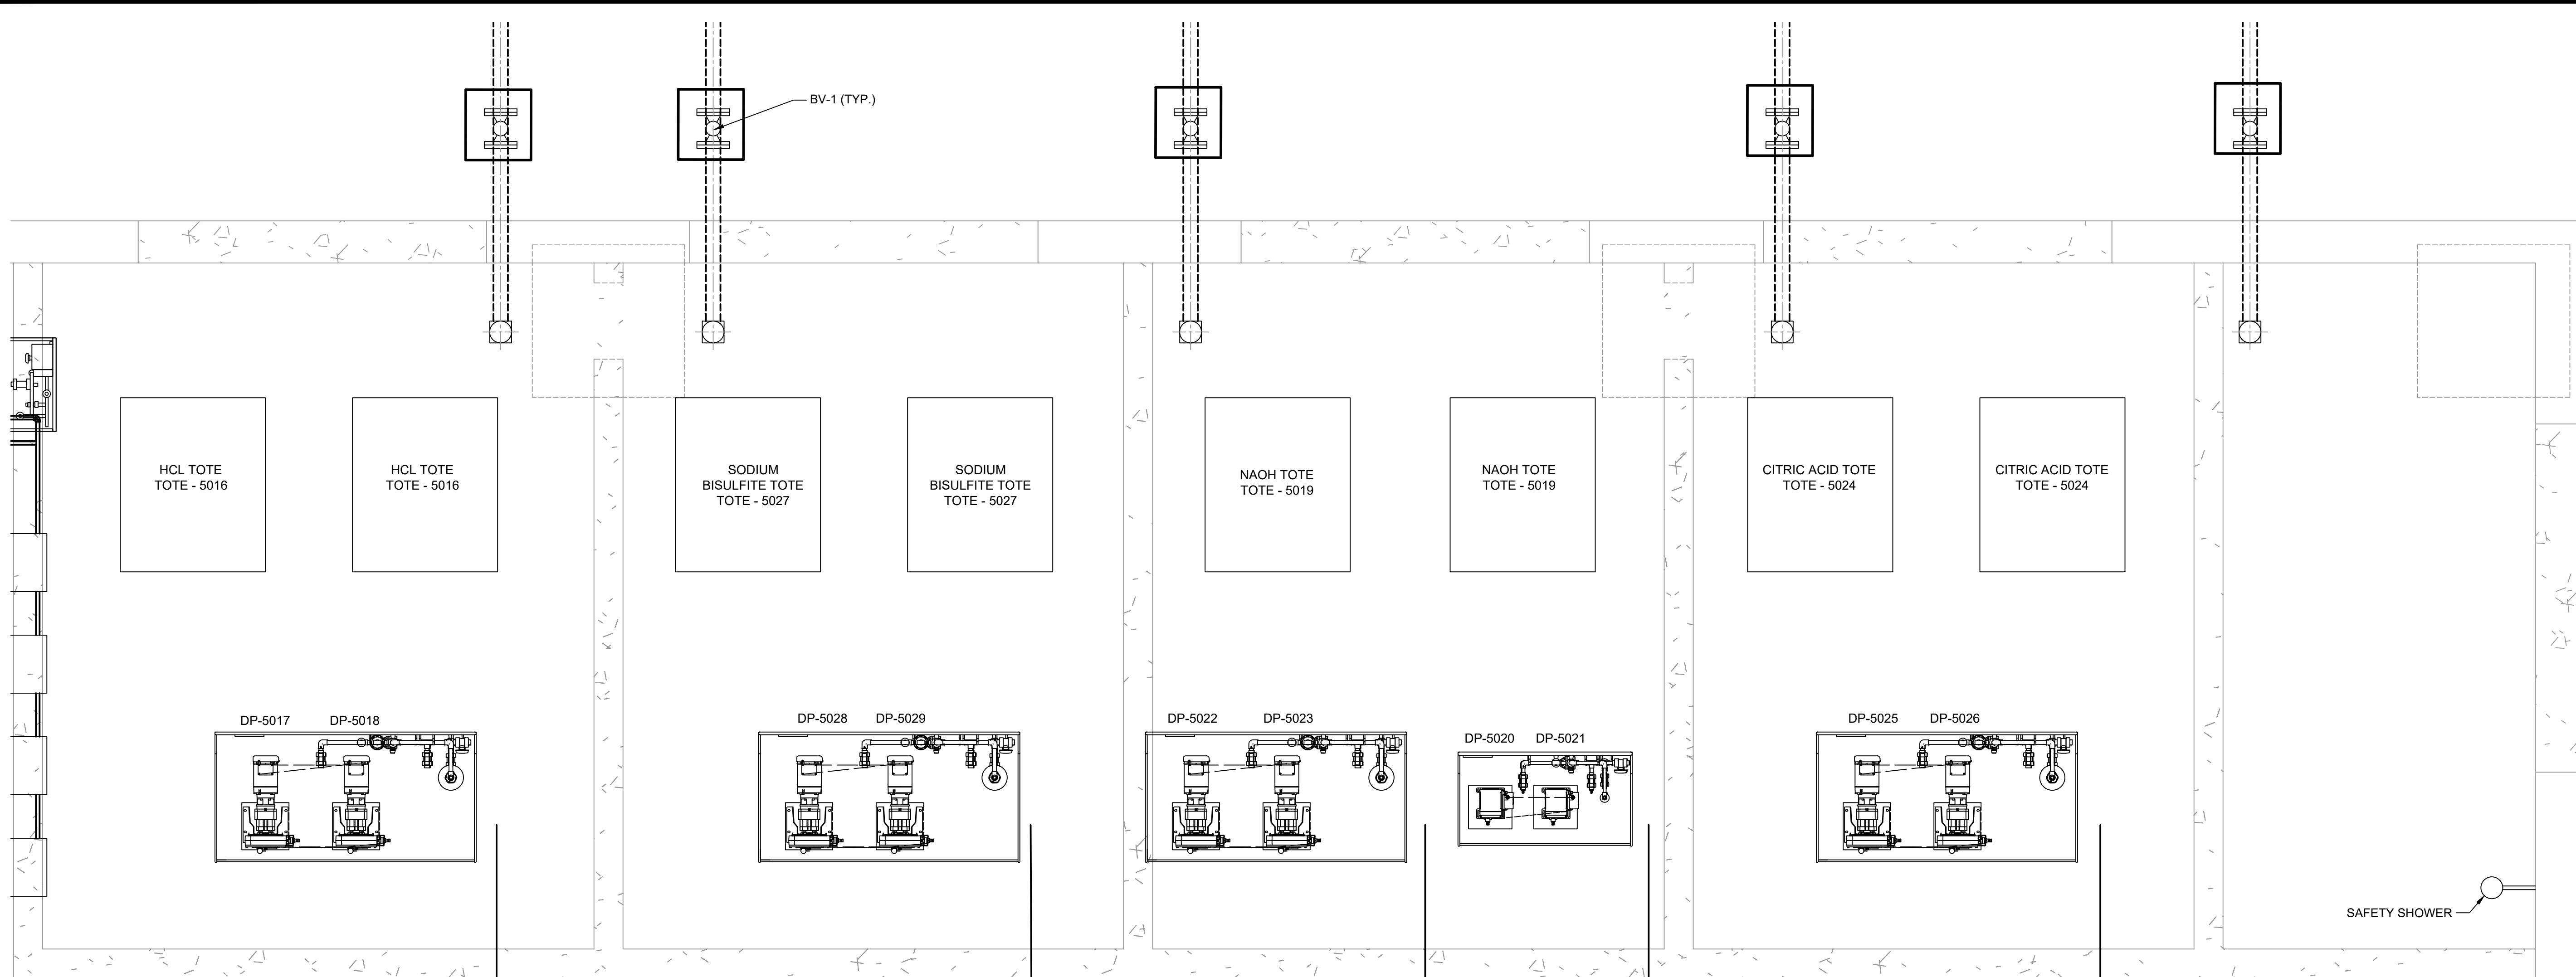 BV-1 (TYP.)
HCL TOTE
TOTE - 5016
HCL TOTE
TOTE - 5016
SODIUM
BISULFITE TOTE
TOTE - 5027
SODIUM
BISULFITE TOTE
TOTE - 5027
NAOH TOTE
TOTE - 5019
NAOH TOTE
TOTE - 5019
CITRIC ACID TOTE
TOTE - 5024
CITRIC ACID TOTE
TOTE - 5024
DP-5017
DP-5018
DP-5028
DP-5029
DP-5022
DP-5023
DP-5020
DP-5021
DP-5025
DP-5026
SAFETY SHOWER